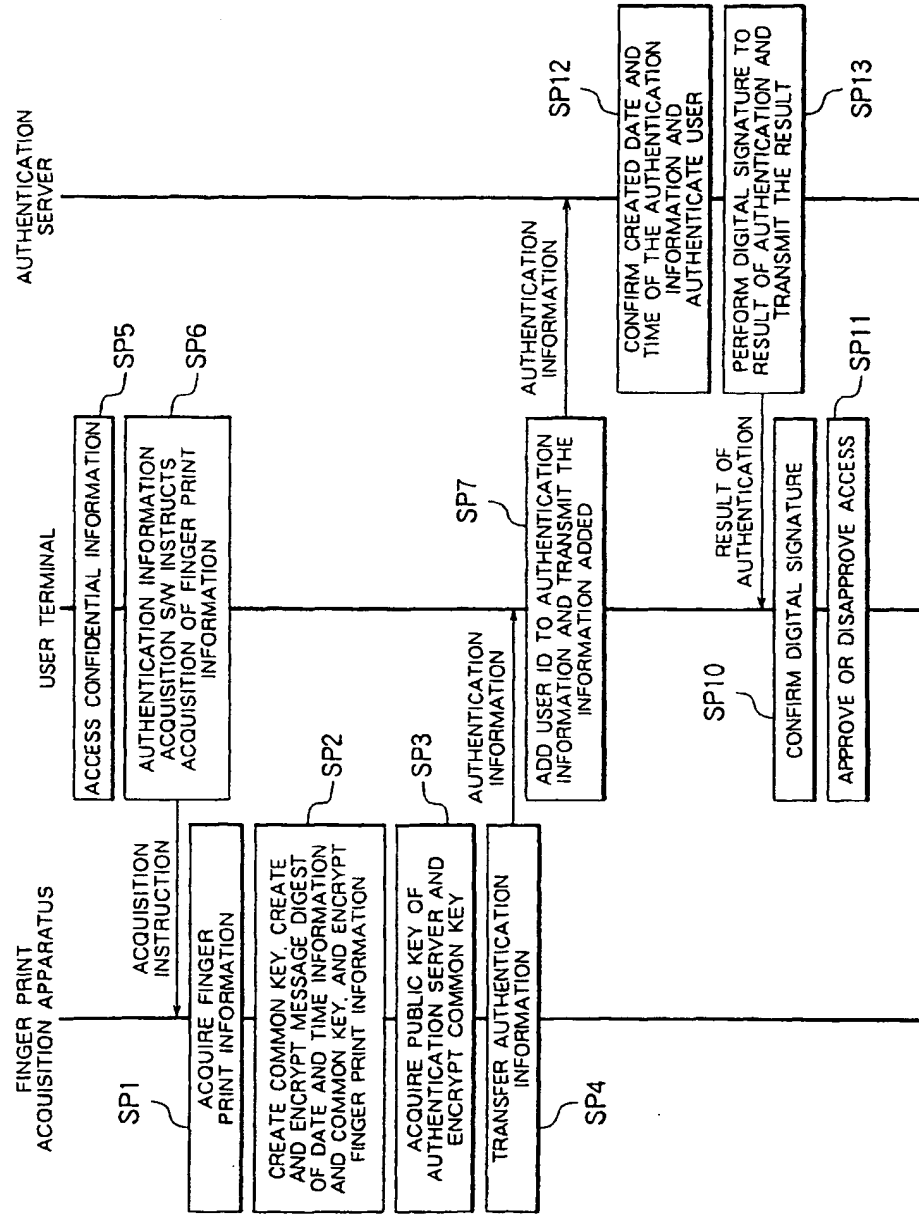 FINGER PRINT
ACQUISITION APPARATUS
USER TERMINAL
AUTHENTICATION
SERVER
ACCESS CONFIDENTIAL INFORMATION
SP5
AUTHENTICATION INFORMATION
ACQUISITION S/W INSTRUCTS
ACQUISITION OF FINGER PRINT
INFORMATION
SP6
ACQUISITION
INSTRUCTION
SP1
ACQUIRE FINGER
PRINT INFORMATION
CREATE COMMON KEY, CREATE
AND ENCRYPT MESSAGE DIGEST
OF DATE AND TIME INFORMATION
AND COMMON KEY, AND ENCRYPT
FINGER PRINT INFORMATION
SP2
ACQUIRE PUBLIC KEY OF
AUTHENTICATION SERVER AND
ENCRYPT COMMON KEY
SP3
TRANSFER AUTHENTICATION
INFORMATION
SP4
AUTHENTICATION
INFORMATION
SP7
ADD USER ID TO AUTHENTICATION
INFORMATION AND TRANSMIT THE
INFORMATION ADDED
AUTHENTICATION
INFORMATION
SP12
CONFIRM CREATED DATE AND
TIME OF THE AUTHENTICATION
INFORMATION AND
AUTHENTICATE USER
PERFORM DIGITAL SIGNATURE TO
RESULT OF AUTHENTICATION AND
TRANSMIT THE RESULT
SP13
RESULT OF
AUTHENTICATION
SP10
CONFIRM DIGITAL SIGNATURE
APPROVE OR DISAPPROVE ACCESS
SP11